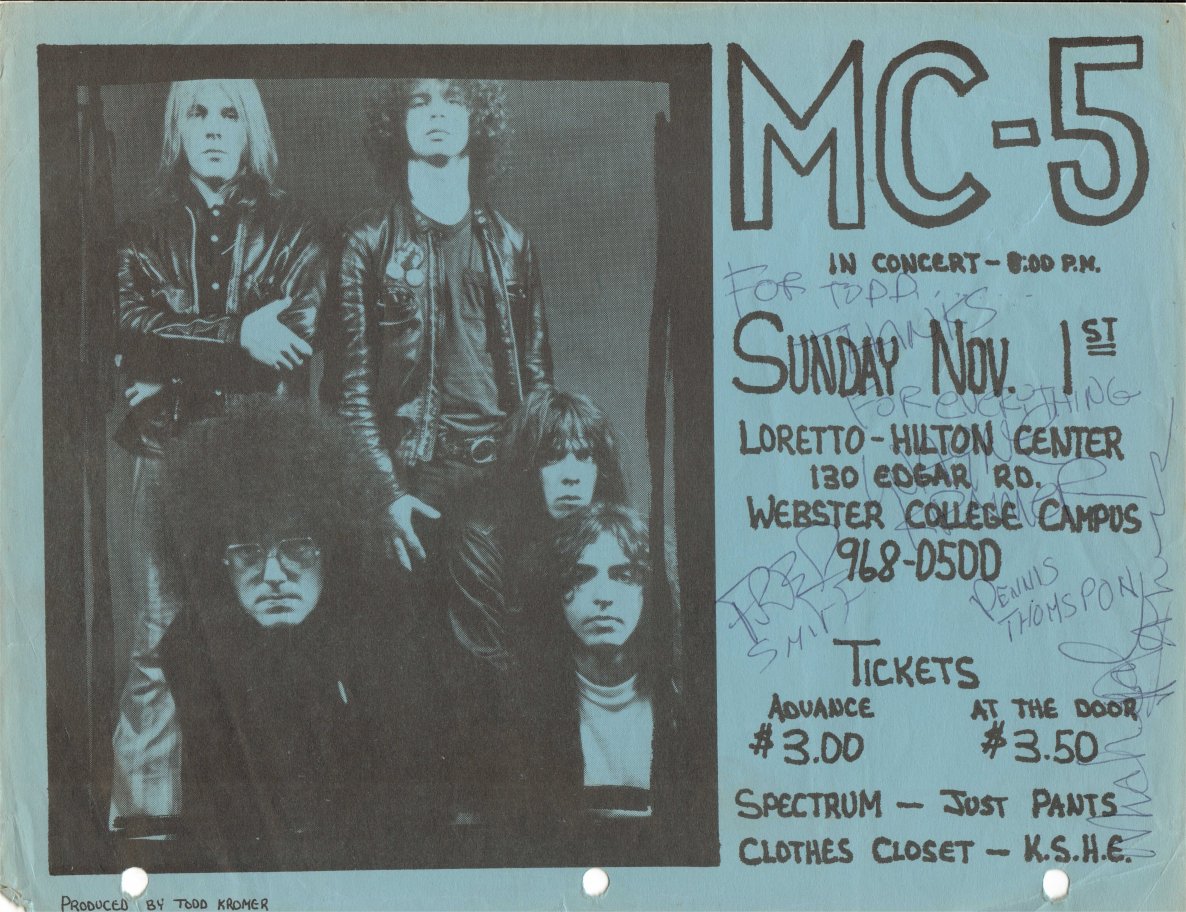 MC-5
IN CONCERT - 8:00 P.M.
FOR TODD...
THANKS...
SUNDAY NOV. 1ST
FOR EVERYTHING
LORETTO-HILTON CENTER
WAYNE
130 EDGAR RD.
KRAMER
WEBSTER COLLEGE CAMPUS
968-0500
FRED
SMITH
DENNIS
THOMSPON
TICKETS
ADVANCE AT THE DOOR
$3.00 $3.50
SPECTRUM - JUST PANTS
CLOTHES CLOSET - K.S.H.E.
PRODUCED BY TODD KROMER